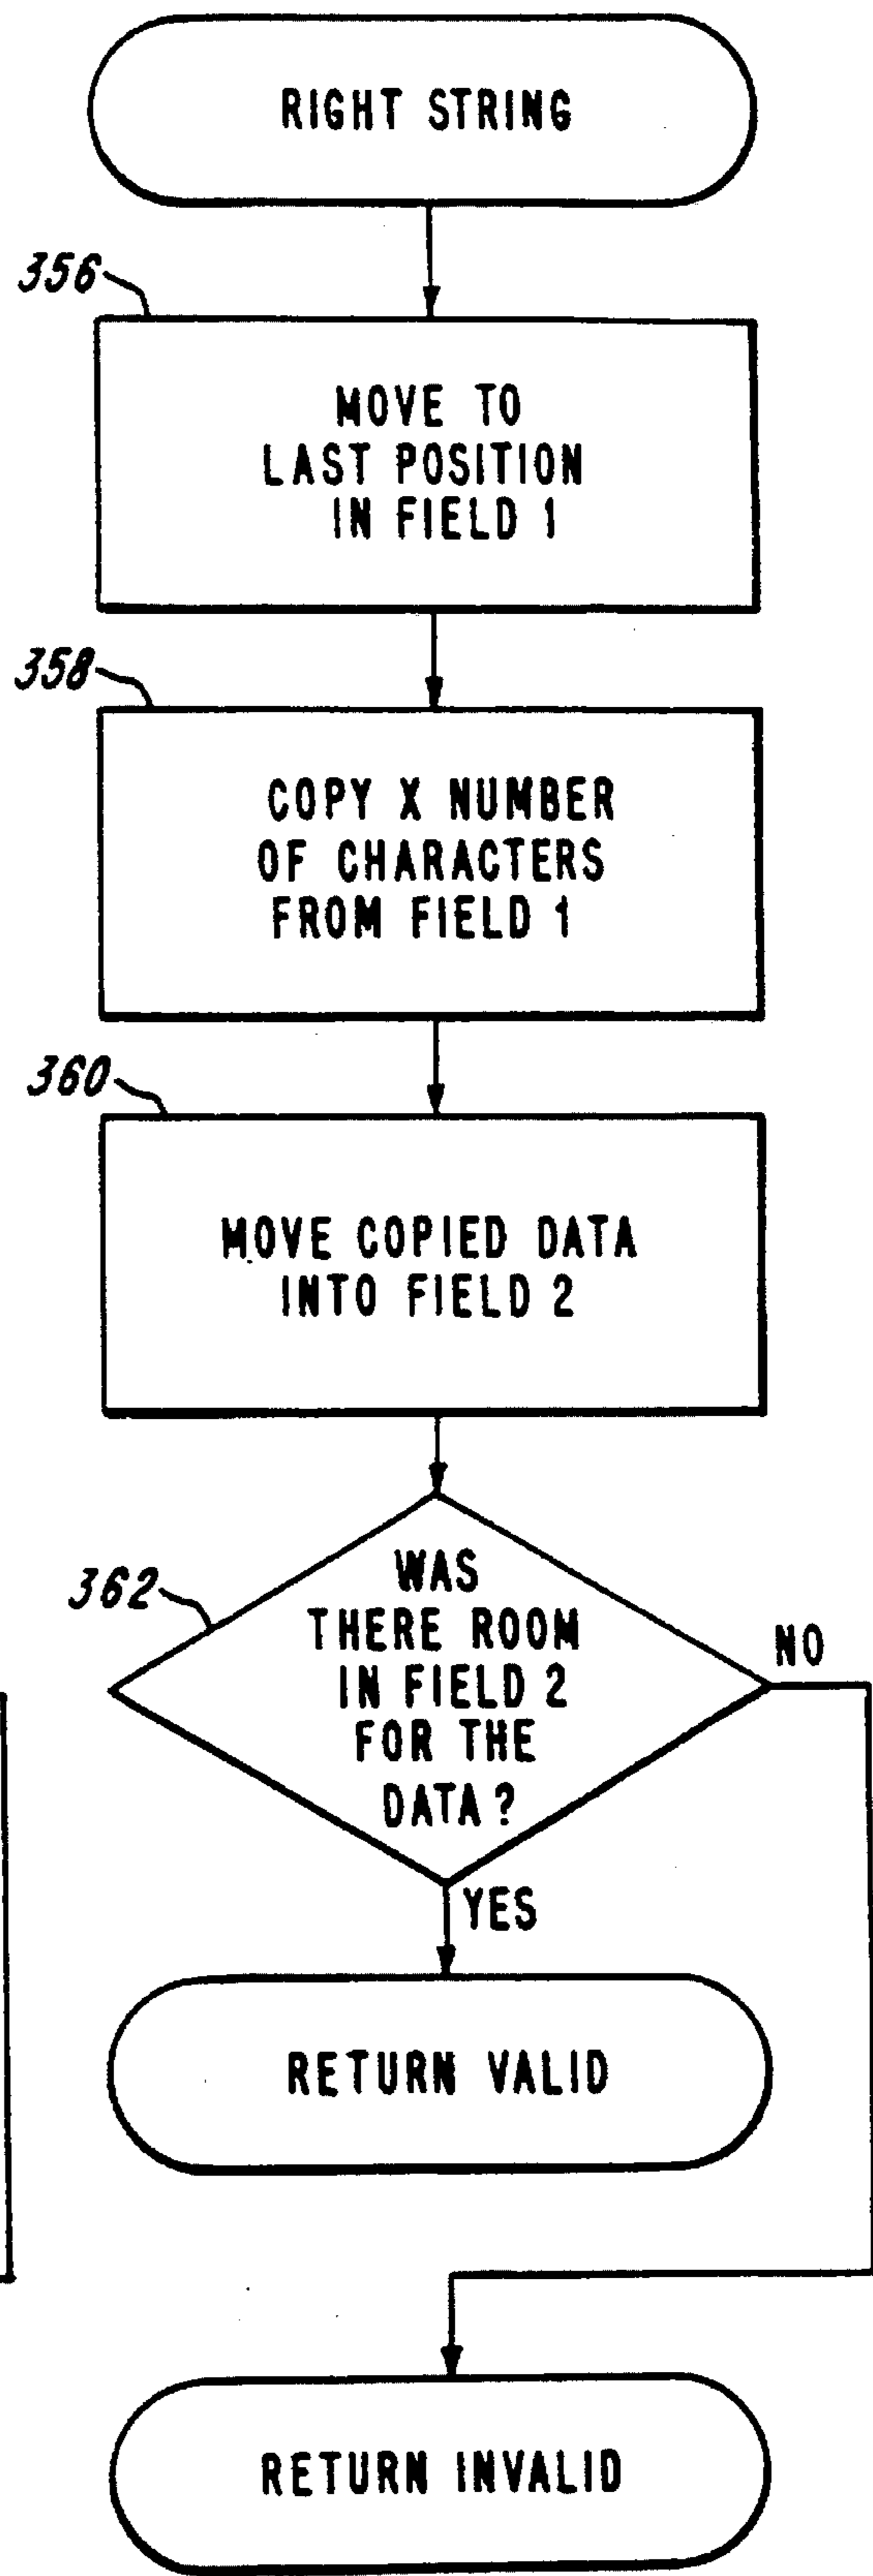 RIGHT STRING
356
MOVE TO
LAST POSITION
IN FIELD 1
358
COPY X NUMBER
OF CHARACTERS
FROM FIELD 1
360
MOVE COPIED DATA
INTO FIELD 2
362
WAS
THERE ROOM
IN FIELD 2
FOR THE
DATA?
NO
YES
RETURN VALID
RETURN INVALID